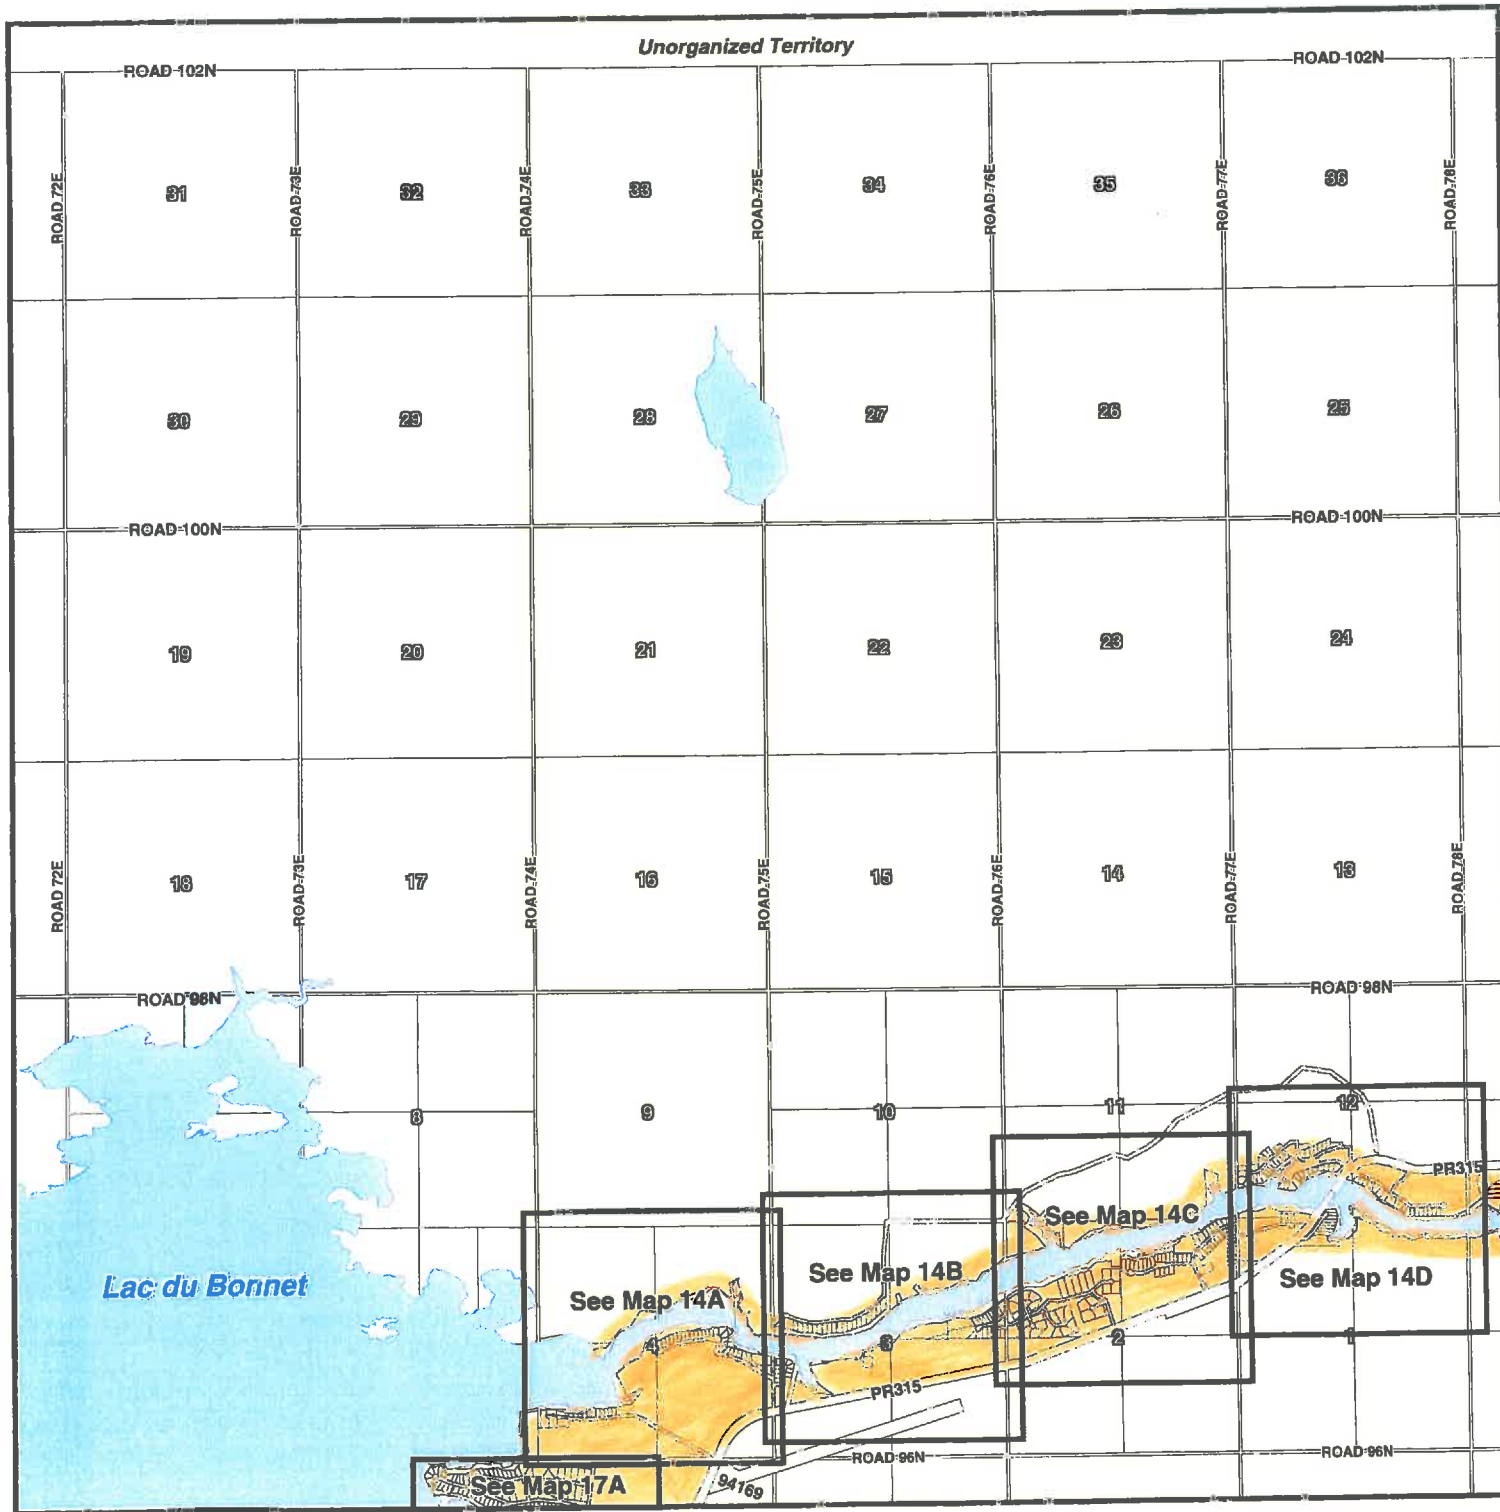 Unorganized Territory
ROAD 102N
ROAD 102N
ROAD 72E
ROAD 73E
ROAD 74E
ROAD 75E
ROAD 76E
ROAD 77E
ROAD 78E
31
32
33
34
35
36
30
29
28
27
26
25
ROAD 100N
ROAD 100N
19
20
21
22
23
24
ROAD 72E
ROAD 73E
ROAD 74E
ROAD 75E
ROAD 76E
ROAD 77E
ROAD 78E
18
17
16
15
14
13
ROAD 98N
ROAD 98N
8
9
10
11
12
PR315
See Map 14C
See Map 14B
See Map 14D
Lac du Bonnet
See Map 14A
4
3
2
1
PR315
ROAD 96N
ROAD 96N
See Map 17A
94169